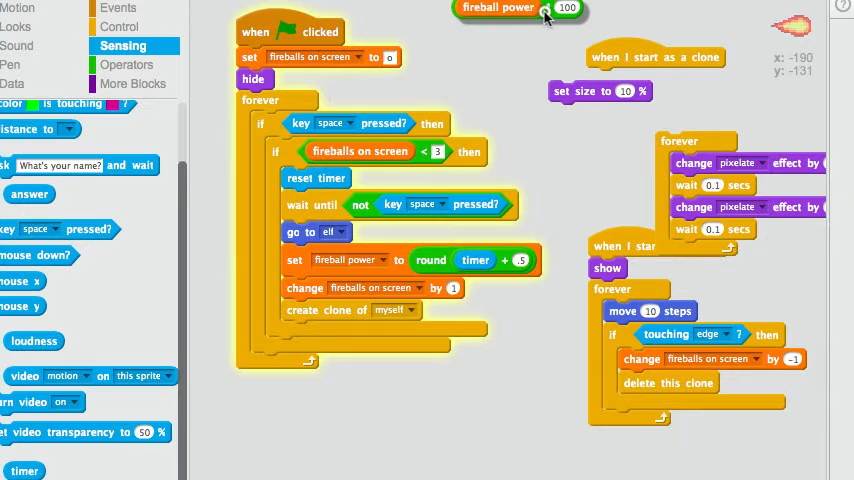 Motion Events
Looks Control
Sound Sensing
Pen Operators
Data More Blocks
color is touching ?
istance to
sk What's your name? and wait
answer
key space pressed?
mouse down?
mouse x
mouse y
loudness
video motion on this sprite
urn video on
et video transparency to 50 %
timer
when clicked
set fireballs on screen to 0
hide
forever
if key space pressed? then
if fireballs on screen < 3 then
reset timer
wait until not key space pressed?
go to elf
set fireball power to round timer + .5
change fireballs on screen by 1
create clone of myself
fireball power 100
when I start as a clone
set size to 10 %
x: -190
y: -131
forever
change pixelate effect by
wait 0.1 secs
change pixelate effect by
wait 0.1 secs
when I star
show
forever
move 10 steps
if touching edge ? then
change fireballs on screen by -1
delete this clone
?